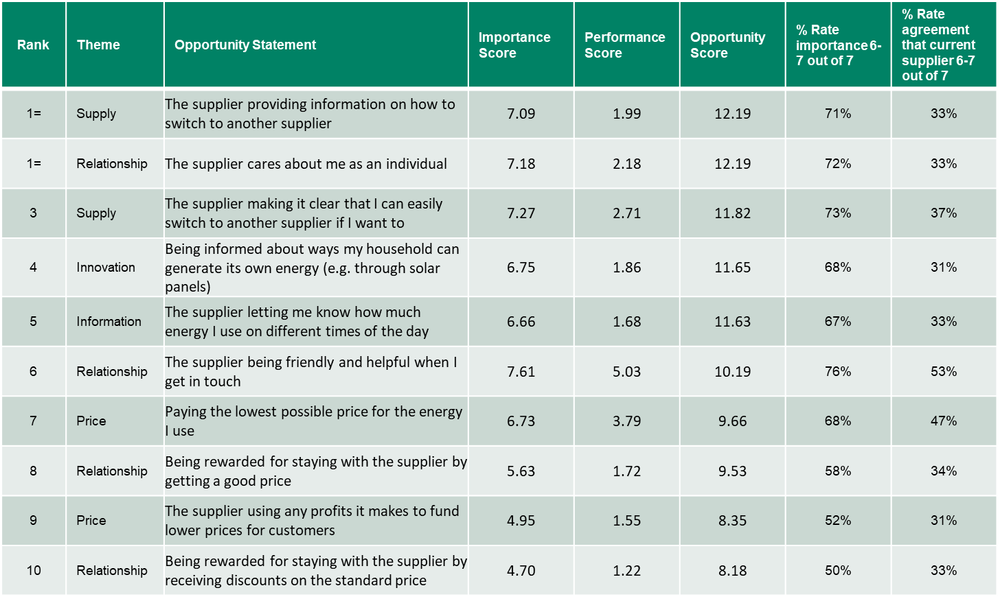 Rank
Theme
Opportunity Statement
Importance
Score
Performance
Score
Opportunity
Score
% Rate
importance 6-
7 out of 7
% Rate
agreement
that current
supplier 6-7
out of 7
1=
Supply
The supplier providing information on how to
switch to another supplier
7.09
1.99
12.19
71%
33%
1=
Relationship
The supplier cares about me as an individual
7.18
2.18
12.19
72%
33%
3
Supply
The supplier making it clear that I can easily
switch to another supplier if I want to
7.27
2.71
11.82
73%
37%
4
Innovation
Being informed about ways my household can
generate its own energy (e.g. through solar
panels)
6.75
1.86
11.65
68%
31%
5
Information
The supplier letting me know how much
energy I use on different times of the day
6.66
1.68
11.63
67%
33%
6
Relationship
The supplier being friendly and helpful when I
get in touch
7.61
5.03
10.19
76%
53%
7
Price
Paying the lowest possible price for the energy
I use
6.73
3.79
9.66
68%
47%
8
Relationship
Being rewarded for staying with the supplier by
getting a good price
5.63
1.72
9.53
58%
34%
9
Price
The supplier using any profits it makes to fund
lower prices for customers
4.95
1.55
8.35
52%
31%
10
Relationship
Being rewarded for staying with the supplier by
receiving discounts on the standard price
4.70
1.22
8.18
50%
33%